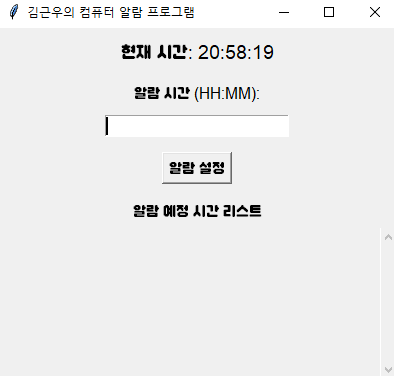 김근우의 컴퓨터 알람 프로그램
현재 시간: 20:58:19
알람 시간 (HH:MM):
알람 설정
알람 예정 시간 리스트